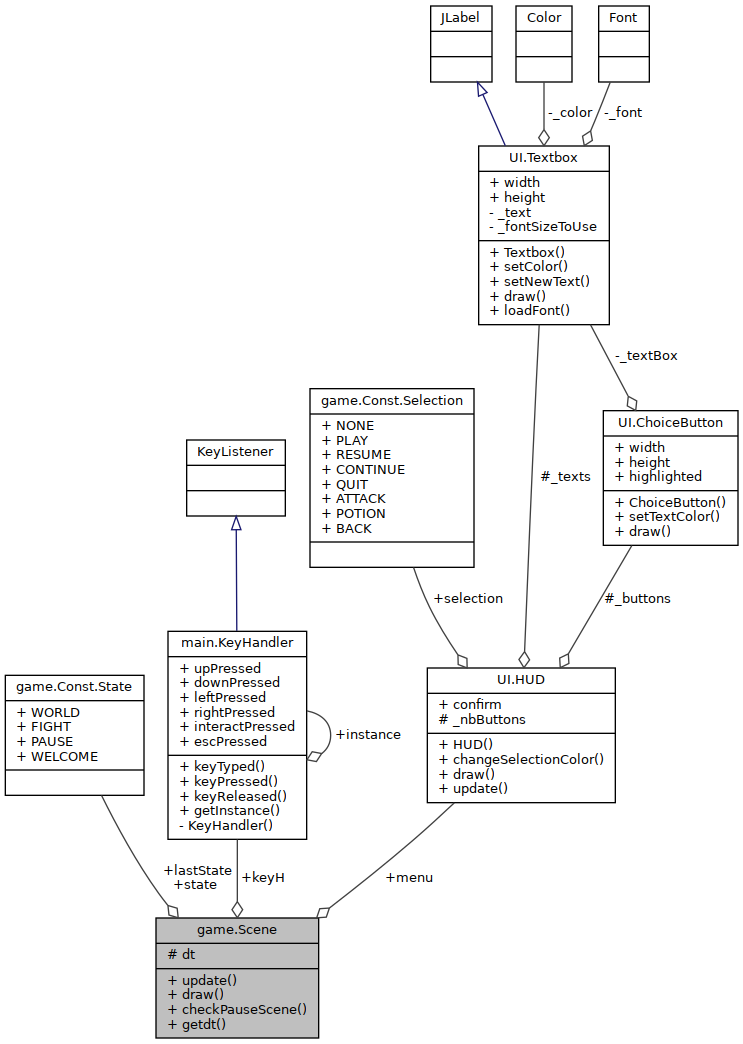 JLabel
Color
Font
-_color
-_font
UI.Textbox
+ width
+ height
- _text
- _fontSizeToUse
+ Textbox()
+ setColor()
+ setNewText()
+ draw()
+ loadFont()
-_textBox
game.Const.Selection
+ NONE
+ PLAY
+ RESUME
+ CONTINUE
+ QUIT
+ ATTACK
+ POTION
+ BACK
UI.ChoiceButton
+ width
+ height
+ highlighted
+ ChoiceButton()
+ setTextColor()
+ draw()
KeyListener
#_texts
+selection
#_buttons
main.KeyHandler
+ upPressed
+ downPressed
+ leftPressed
+ rightPressed
+ interactPressed
+ escPressed
+ keyTyped()
+ keyPressed()
+ keyReleased()
+ getInstance()
- KeyHandler()
+instance
game.Const.State
+ WORLD
+ FIGHT
+ PAUSE
+ WELCOME
UI.HUD
+ confirm
# _nbButtons
+ HUD()
+ changeSelectionColor()
+ draw()
+ update()
+lastState
+state
+keyH
+menu
game.Scene
# dt
+ update()
+ draw()
+ checkPauseScene()
+ getdt()